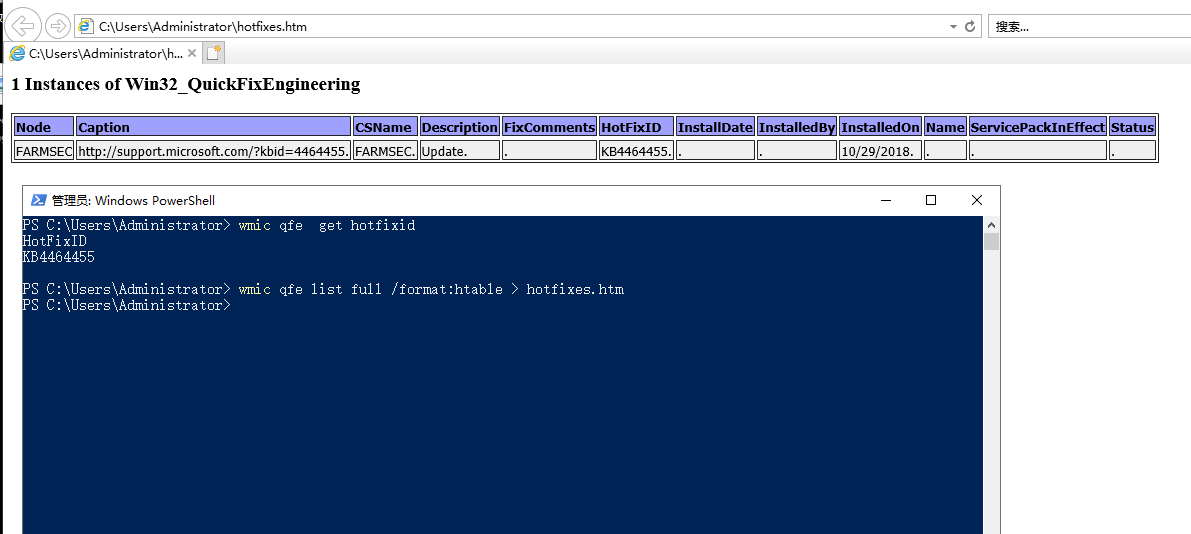 C:\Users\Administrator\hotfixes.htm
搜索...
C:\Users\Administrator\h...
1 Instances of Win32_QuickFixEngineering
Node Caption CSName Description FixComments HotFixID InstallDate InstalledBy InstalledOn Name ServicePackInEffect Status
FARMSEC http://support.microsoft.com/?kbid=4464455. FARMSEC. Update. . KB4464455. . . 10/29/2018. . . .
管理员: Windows PowerShell
PS C:\Users\Administrator> wmic qfe  get hotfixid
HotFixID
KB4464455
PS C:\Users\Administrator> wmic qfe list full /format:htable > hotfixes.htm
PS C:\Users\Administrator>